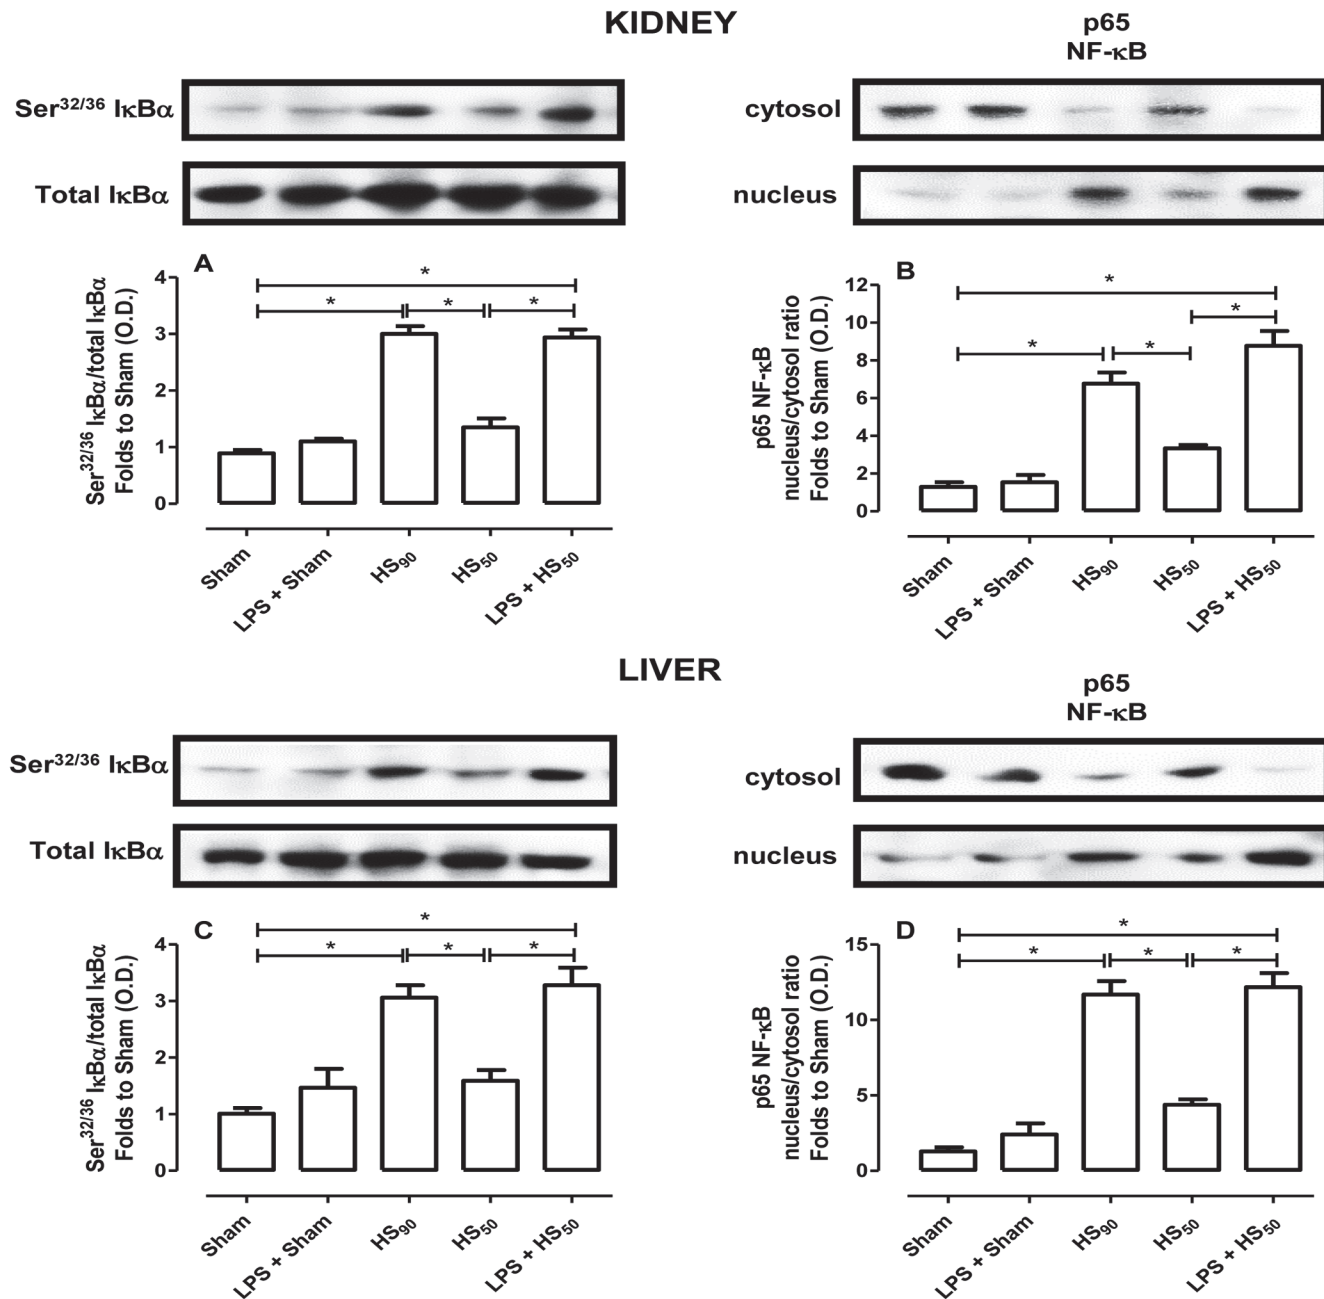 KIDNEY
p65
NF-κB
Ser32/36 IκBα
Total IκBα
cytosol
nucleus
A
Ser32/36 IκBα/total IκBα
Folds to Sham (O.D.)
4
3
2
1
0
*
* * *
Sham
LPS + Sham
HS90
HS50
LPS + HS50
B
p65 NF-κB
nucleus/cytosol ratio
Folds to Sham (O.D.)
12
10
8
6
4
2
0
*
*
* *
Sham
LPS + Sham
HS90
HS50
LPS + HS50
LIVER
p65
NF-κB
Ser32/36 IκBα
Total IκBα
cytosol
nucleus
C
Ser32/36 IκBα/total IκBα
Folds to Sham (O.D.)
4
3
2
1
0
*
* * *
Sham
LPS + Sham
HS90
HS50
LPS + HS50
D
p65 NF-κB
nucleus/cytosol ratio
Folds to Sham (O.D.)
15
10
5
0
*
* * *
Sham
LPS + Sham
HS90
HS50
LPS + HS50